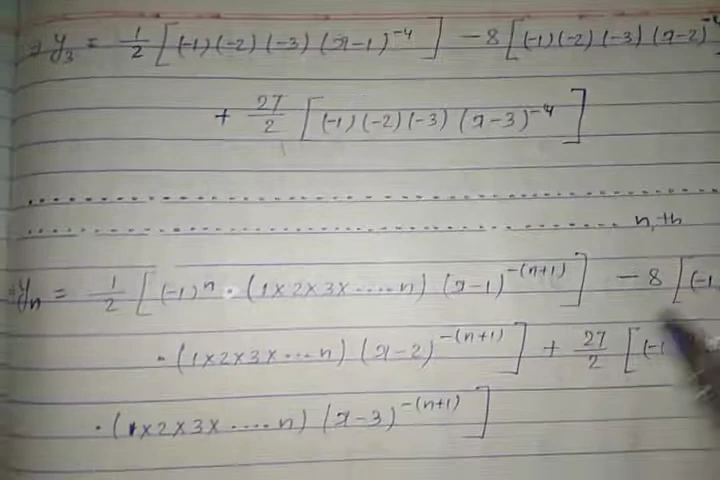 ⇒ y₃ = 1/2 [(-1)(-2)(-3)(x-1)⁻⁴] - 8[(-1)(-2)(-3)(x-2)⁻⁴
+ 27/2 [(-1)(-2)(-3)(x-3)⁻⁴]
n,th
yₙ = 1/2 [(-1)ⁿ · (1×2×3×.....n) (x-1)^-(n+1)] - 8[(-1
·(1×2×3×...n) (x-2)^-(n+1)] + 27/2 [(-1
·(1×2×3×.....n) (x-3)^-(n+1)]